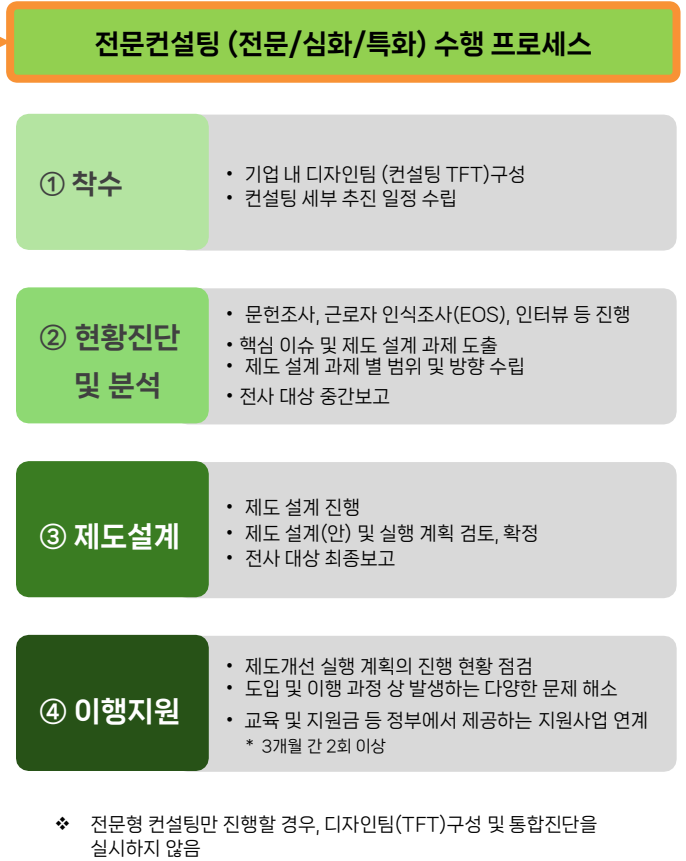 전문컨설팅 (전문/심화/특화) 수행 프로세스
① 착수
• 기업 내 디자인팀 (컨설팅 TFT)구성
• 컨설팅 세부 추진 일정 수립
② 현황진단
및 분석
• 문헌조사, 근로자 인식조사(EOS), 인터뷰 등 진행
• 핵심 이슈 및 제도 설계 과제 도출
• 제도 설계 과제 별 범위 및 방향 수립
• 전사 대상 중간보고
③ 제도설계
• 제도 설계 진행
• 제도 설계(안) 및 실행 계획 검토, 확정
• 전사 대상 최종보고
④ 이행지원
• 제도개선 실행 계획의 진행 현황 점검
• 도입 및 이행 과정 상 발생하는 다양한 문제 해소
• 교육 및 지원금 등 정부에서 제공하는 지원사업 연계
* 3개월 간 2회 이상
❖ 전문형 컨설팅만 진행할 경우, 디자인팀(TFT)구성 및 통합진단을
실시하지 않음